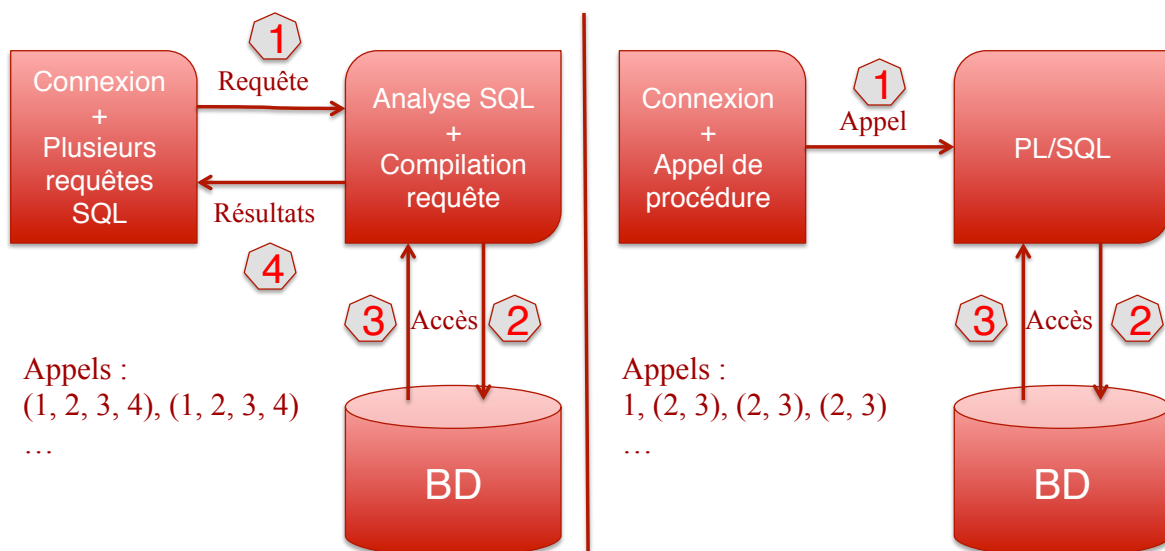 1
Requête
Connexion
+
Plusieurs
requêtes
SQL
Analyse SQL
+
Compilation
requête
Résultats
4
3
Accès
2
Appels :
(1, 2, 3, 4), (1, 2, 3, 4)
…
BD
1
Appel
Connexion
+
Appel de
procédure
PL/SQL
3
Accès
2
Appels :
1, (2, 3), (2, 3), (2, 3)
…
BD